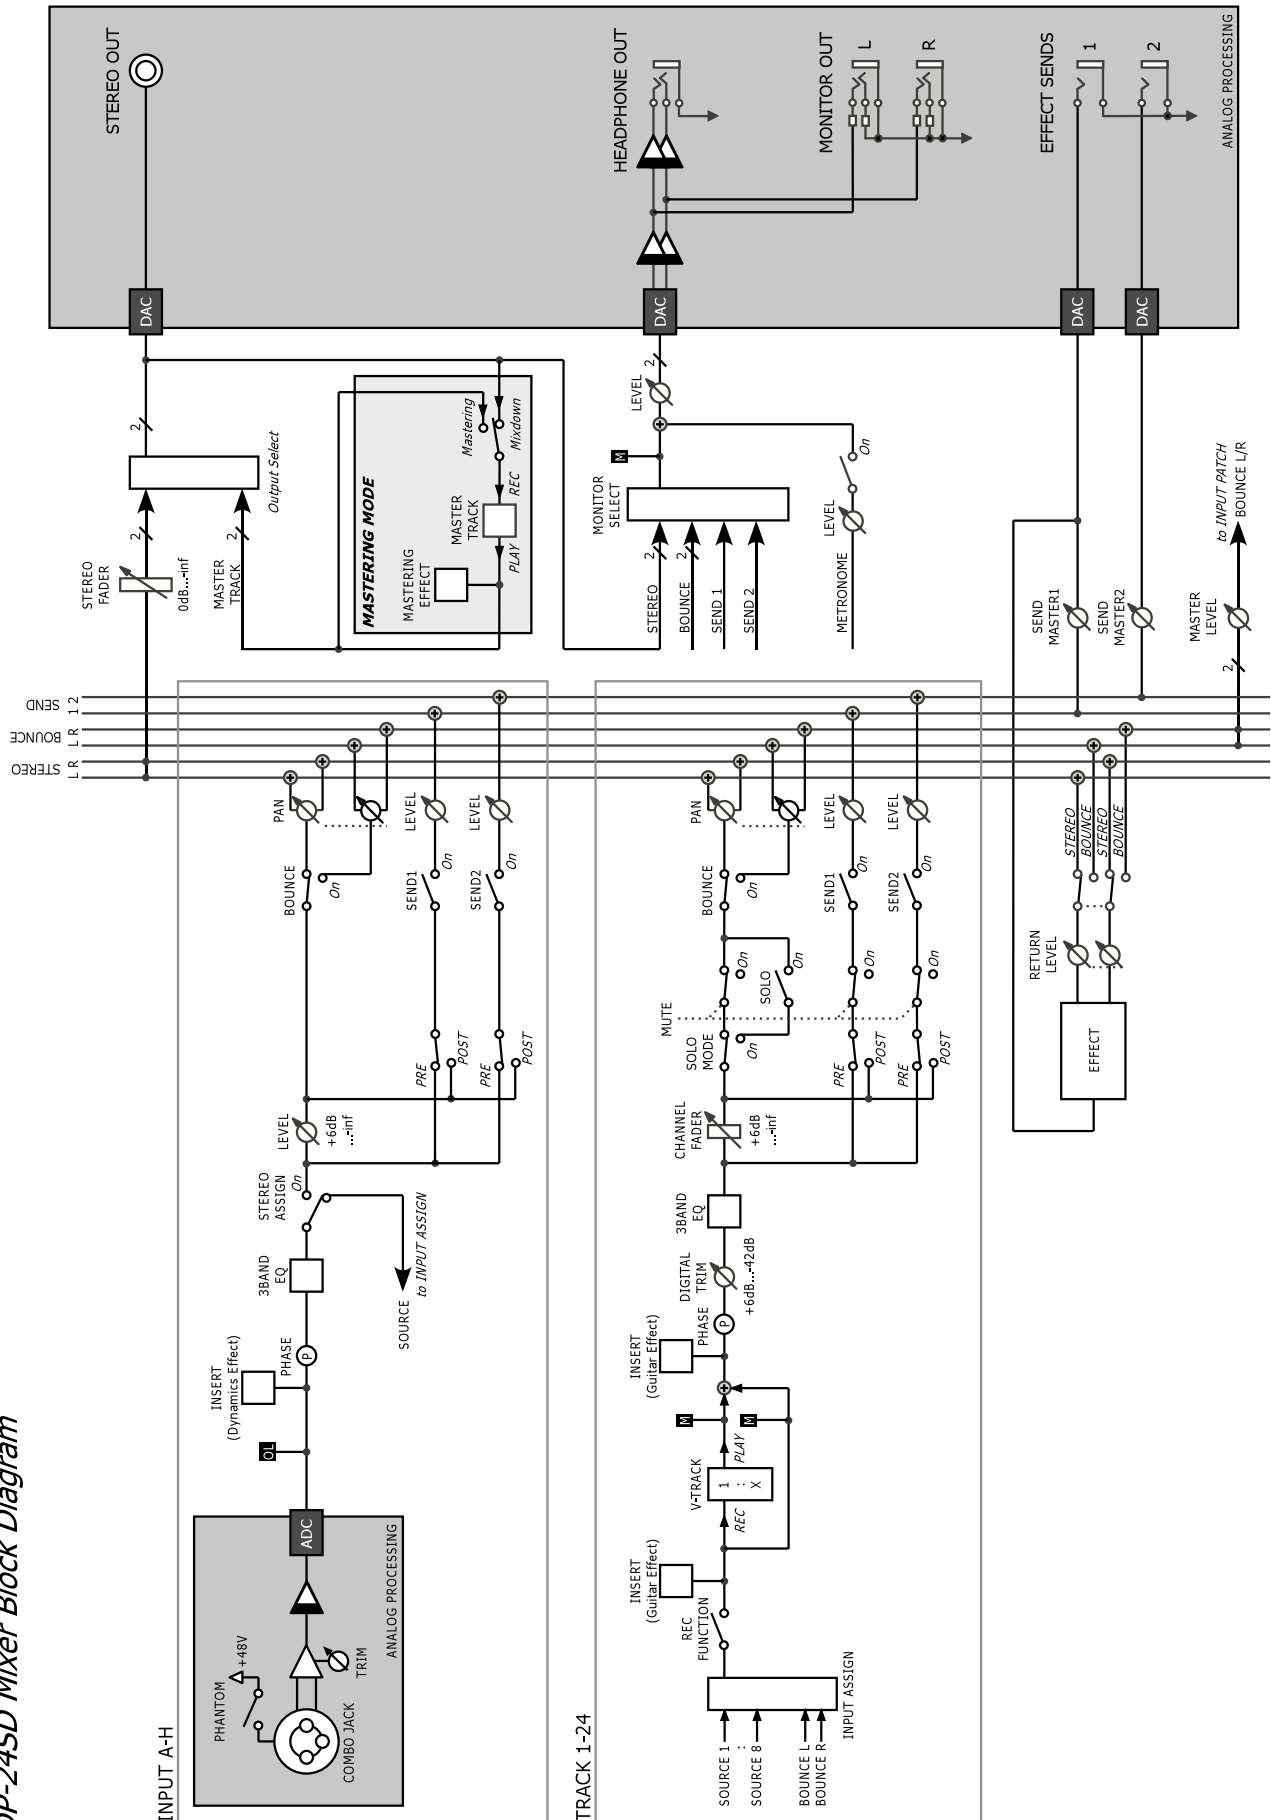 DP-24SD Mixer Block Diagram
INPUT A-H
PHANTOM
+48V
COMBO JACK
TRIM
ANALOG PROCESSING
ADC
OL
INSERT
(Dynamics Effect)
PHASE
P
3BAND
EQ
STEREO
ASSIGN
On
SOURCE
to INPUT ASSIGN
LEVEL
+6dB
...-inf
PRE
POST
PRE
POST
BOUNCE
On
SEND1
On
SEND2
On
PAN
LEVEL
LEVEL
TRACK 1-24
SOURCE 1
:
SOURCE 8
BOUNCE L
BOUNCE R
INPUT ASSIGN
REC
FUNCTION
INSERT
(Guitar Effect)
REC
V-TRACK
1
:
X
PLAY
M
M
INSERT
(Guitar Effect)
PHASE
P
DIGITAL
TRIM
+6dB...-42dB
3BAND
EQ
CHANNEL
FADER
+6dB
...-inf
SOLO
MODE
On
MUTE
On
SOLO
On
PRE
POST
On
PRE
POST
On
BOUNCE
On
SEND1
On
SEND2
On
PAN
LEVEL
LEVEL
EFFECT
RETURN
LEVEL
STEREO
BOUNCE
STEREO
BOUNCE
STEREO
L R
BOUNCE
L R
SEND
1 2
STEREO
FADER
0dB...-inf
2
MASTER
TRACK
2
Output Select
2
MASTERING MODE
MASTERING
EFFECT
MASTER
TRACK
PLAY
REC
Mastering
Mixdown
STEREO
2
BOUNCE
2
SEND 1
SEND 2
MONITOR
SELECT
M
METRONOME
LEVEL
On
LEVEL
2
SEND
MASTER1
SEND
MASTER2
MASTER
LEVEL
2
to INPUT PATCH
BOUNCE L/R
DAC
DAC
DAC
DAC
STEREO OUT
HEADPHONE OUT
MONITOR OUT
L
R
EFFECT SENDS
1
2
ANALOG PROCESSING